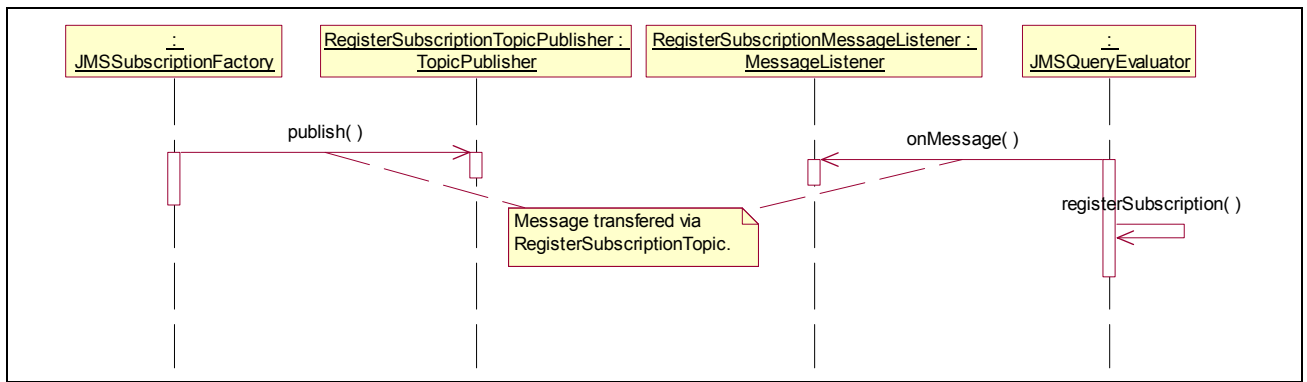 :
JMSSubscriptionFactory
RegisterSubscriptionTopicPublisher :
TopicPublisher
RegisterSubscriptionMessageListener :
MessageListener
:
JMSQueryEvaluator
publish( )
onMessage( )
registerSubscription( )
Message transfered via
RegisterSubscriptionTopic.